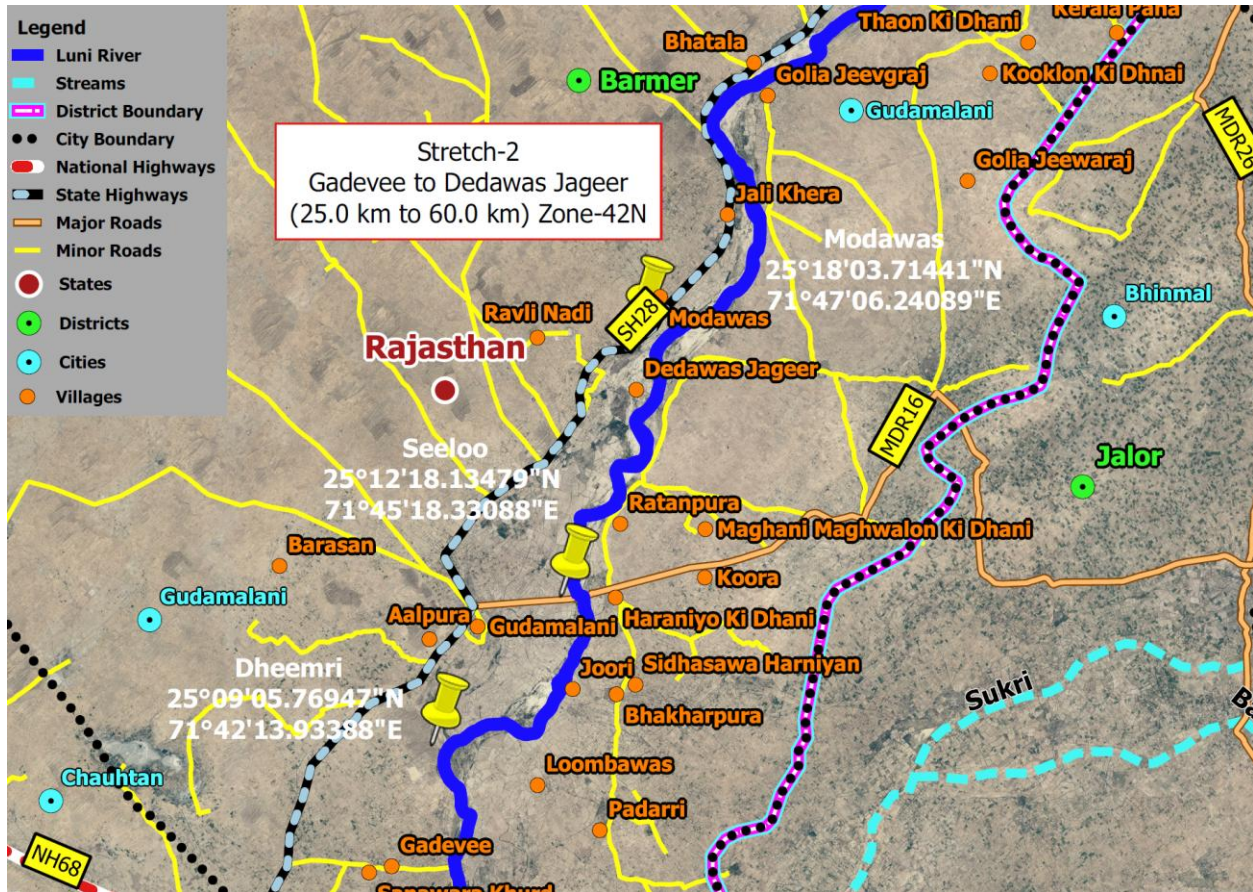 Legend
Luni River
Streams
District Boundary
City Boundary
National Highways
State Highways
Major Roads
Minor Roads
States
Districts
Cities
Villages
Stretch-2
Gadevee to Dedawas Jageer
(25.0 km to 60.0 km) Zone-42N
Thaon Ki Dhani
Kerala Pana
Bhatala
Barmer
Golia Jeevgraj
Kooklon Ki Dhnai
Gudamalani
MDR26
Golia Jeewaraj
Jali Khera
Modawas
25°18'03.71441"N
71°47'06.24089"E
Bhinmal
SH28
Modawas
Ravli Nadi
Rajasthan
Dedawas Jageer
MDR16
Seeloo
25°12'18.13479"N
71°45'18.33088"E
Jalor
Ratanpura
Maghani Maghwalon Ki Dhani
Barasan
Koora
Gudamalani
Aalpura
Gudamalani
Haraniyo Ki Dhani
Dheemri
25°09'05.76947"N
71°42'13.93388"E
Joori
Sidhasawa Harniyan
Bhakharpura
Sukri
Ba
Chauhtan
Loombawas
Padarri
Gadevee
NH68